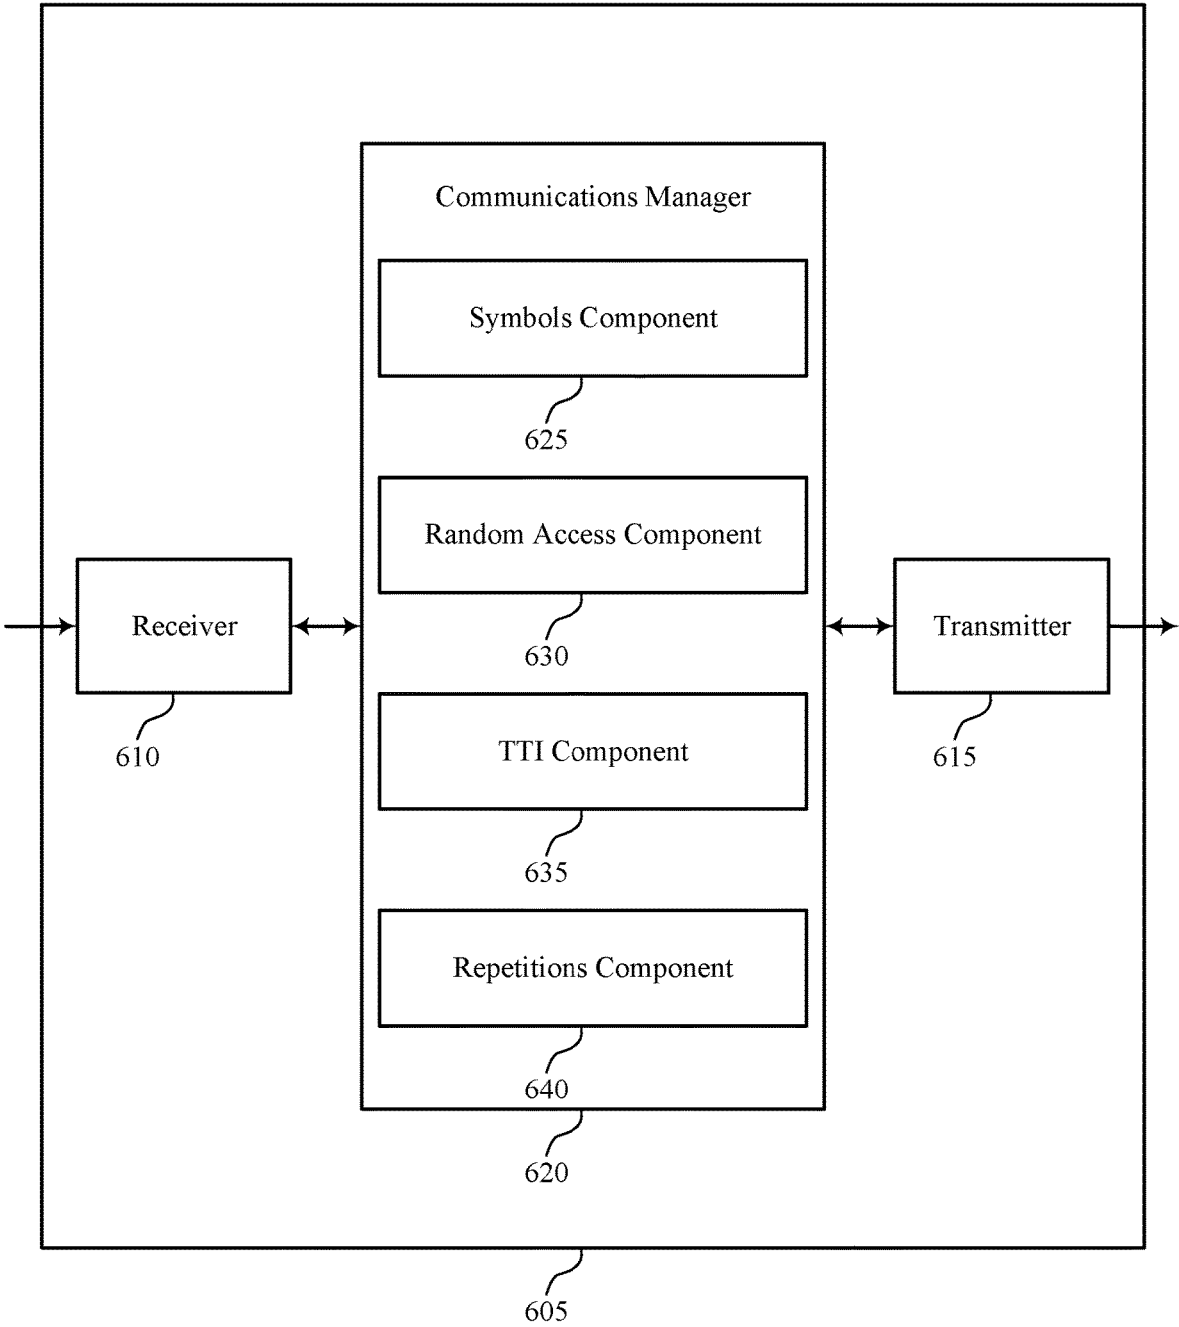 Communications Manager
Symbols Component
625
Random Access Component
630
Receiver
610
Transmitter
615
TTI Component
635
Repetitions Component
640
620
605